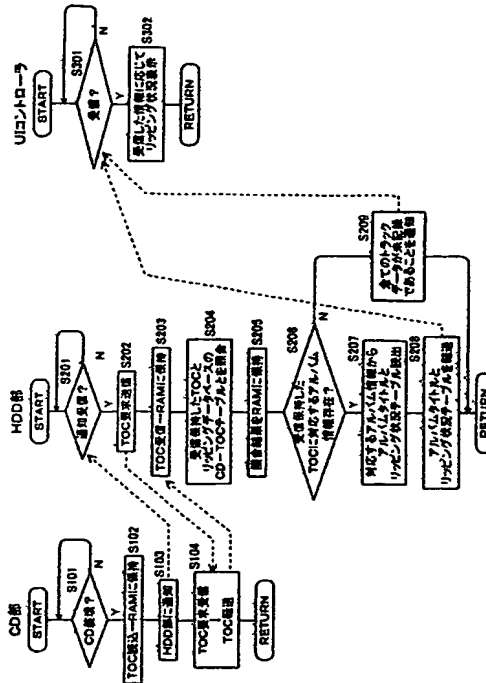 CD部
START
S101
CD検出?
N
Y
S102
TOC読込→RAMに保持
S103
HDD部に通知
S104
TOC要求受信
TOC転送
RETURN
HDD部
START
S201
通知受信?
N
Y
S202
TOC要求送信
S203
TOC受信→RAMに保持
S204
受信保持したTOCと
リッピングデータベースの
CD−TOCテーブルとを照合
S205
照合結果をRAMに保持
S206
受信保持した
TOCに対応するアルバム
情報存在?
N
Y
S207
対応するアルバム情報から
アルバムタイトルと
リッピング状況テーブル読出
S208
アルバムタイトルと
リッピング状況テーブルを転送
S209
全てのトラック
データが未記録
であることを通知
RETURN
UIコントローラ
START
S301
受信?
N
Y
S302
受信した情報に応じて
リッピング状況表示
RETURN